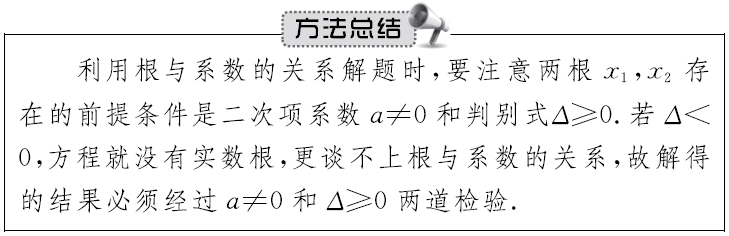 方法总结
利用根与系数的关系解题时,要注意两根 x₁,x₂ 存
在的前提条件是二次项系数 a≠0 和判别式Δ≥0.若 Δ<
0,方程就没有实数根,更谈不上根与系数的关系,故解得
的结果必须经过 a≠0 和 Δ≥0 两道检验.